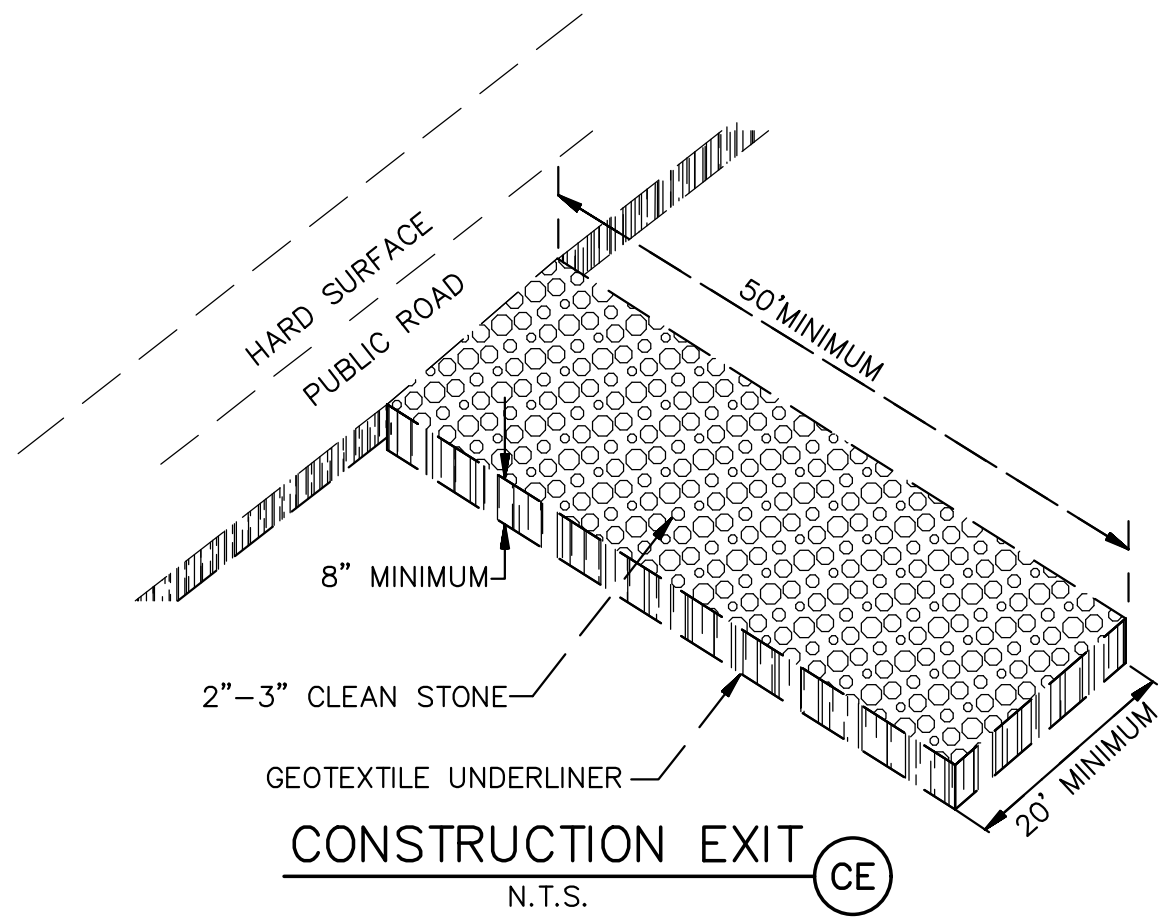 HARD SURFACE
PUBLIC ROAD
50'MINIMUM
8" MINIMUM
2"-3" CLEAN STONE
GEOTEXTILE UNDERLINER
20' MINIMUM
CONSTRUCTION EXIT
CE
N.T.S.